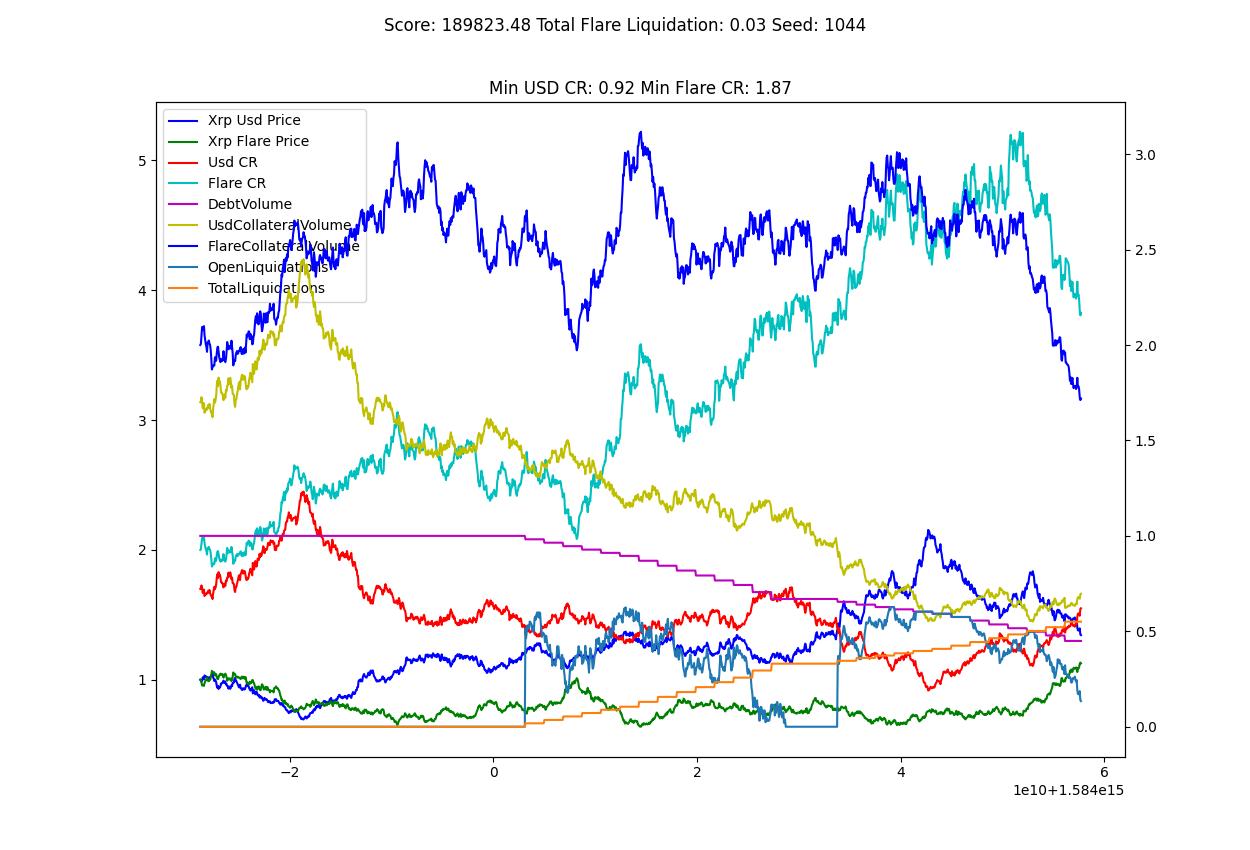 Score: 189823.48 Total Flare Liquidation: 0.03 Seed: 1044
Min USD CR: 0.92 Min Flare CR: 1.87
Xrp Usd Price
Xrp Flare Price
Usd CR
Flare CR
DebtVolume
UsdCollateralVolume
FlareCollateralVolume
OpenLiquidations
TotalLiquidations
5
4
3
2
1
3.0
2.5
2.0
1.5
1.0
0.5
0.0
−2
0
2
4
6
1e10+1.584e15